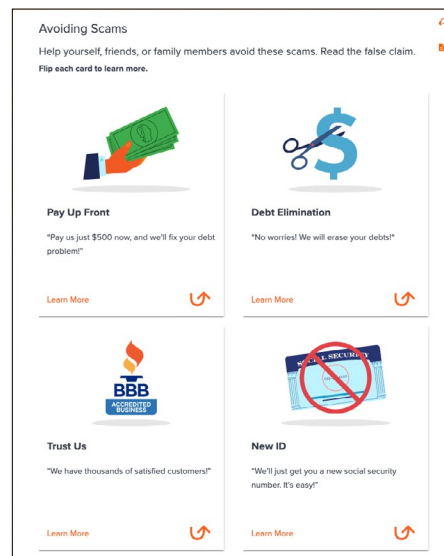 Avoiding Scams
Help yourself, friends, or family members avoid these scams. Read the false claim.
Flip each card to learn more.
Pay Up Front
"Pay us just $500 now, and we'll fix your debt
problem!"
Learn More
Debt Elimination
"No worries! We will erase your debts!"
Learn More
BBB
ACCREDITED
BUSINESS
Trust Us
"We have thousands of satisfied customers!"
Learn More
SOCIAL SECURITY
New ID
"We'll just get you a new social security
number. It's easy!"
Learn More